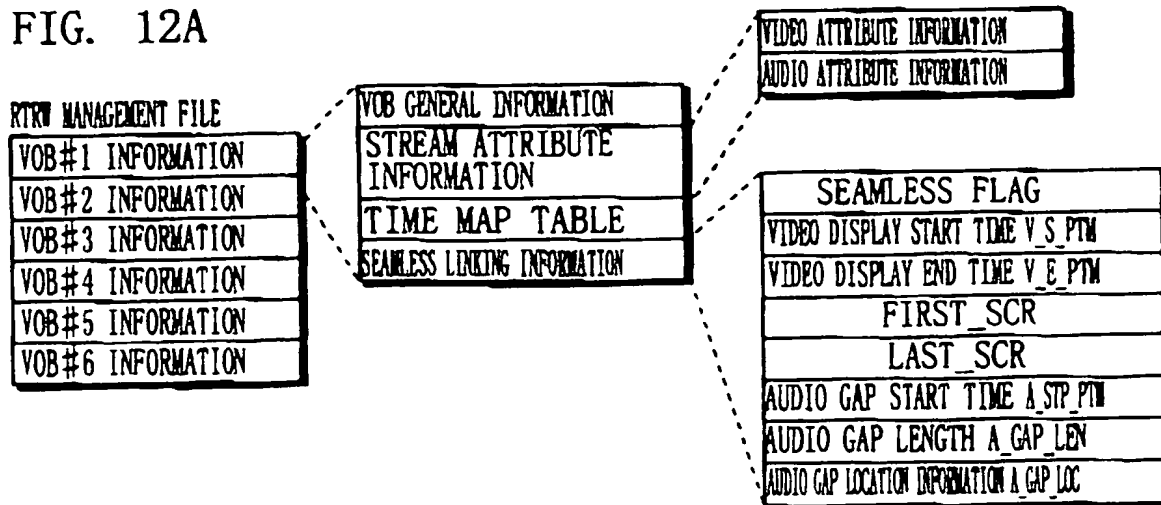 FIG. 12A
RTRW MANAGEMENT FILE
VOB#1 INFORMATION
VOB#2 INFORMATION
VOB#3 INFORMATION
VOB#4 INFORMATION
VOB#5 INFORMATION
VOB#6 INFORMATION
VOB GENERAL INFORMATION
STREAM ATTRIBUTE
INFORMATION
TIME MAP TABLE
SEAMLESS LINKING INFORMATION
VIDEO ATTRIBUTE INFORMATION
AUDIO ATTRIBUTE INFORMATION
SEAMLESS FLAG
VIDEO DISPLAY START TIME V_S_PTM
VIDEO DISPLAY END TIME V_E_PTM
FIRST_SCR
LAST_SCR
AUDIO GAP START TIME A_STP_PTM
AUDIO GAP LENGTH A_GAP_LEN
AUDIO GAP LOCATION INFORMATION A_GAP_LOC